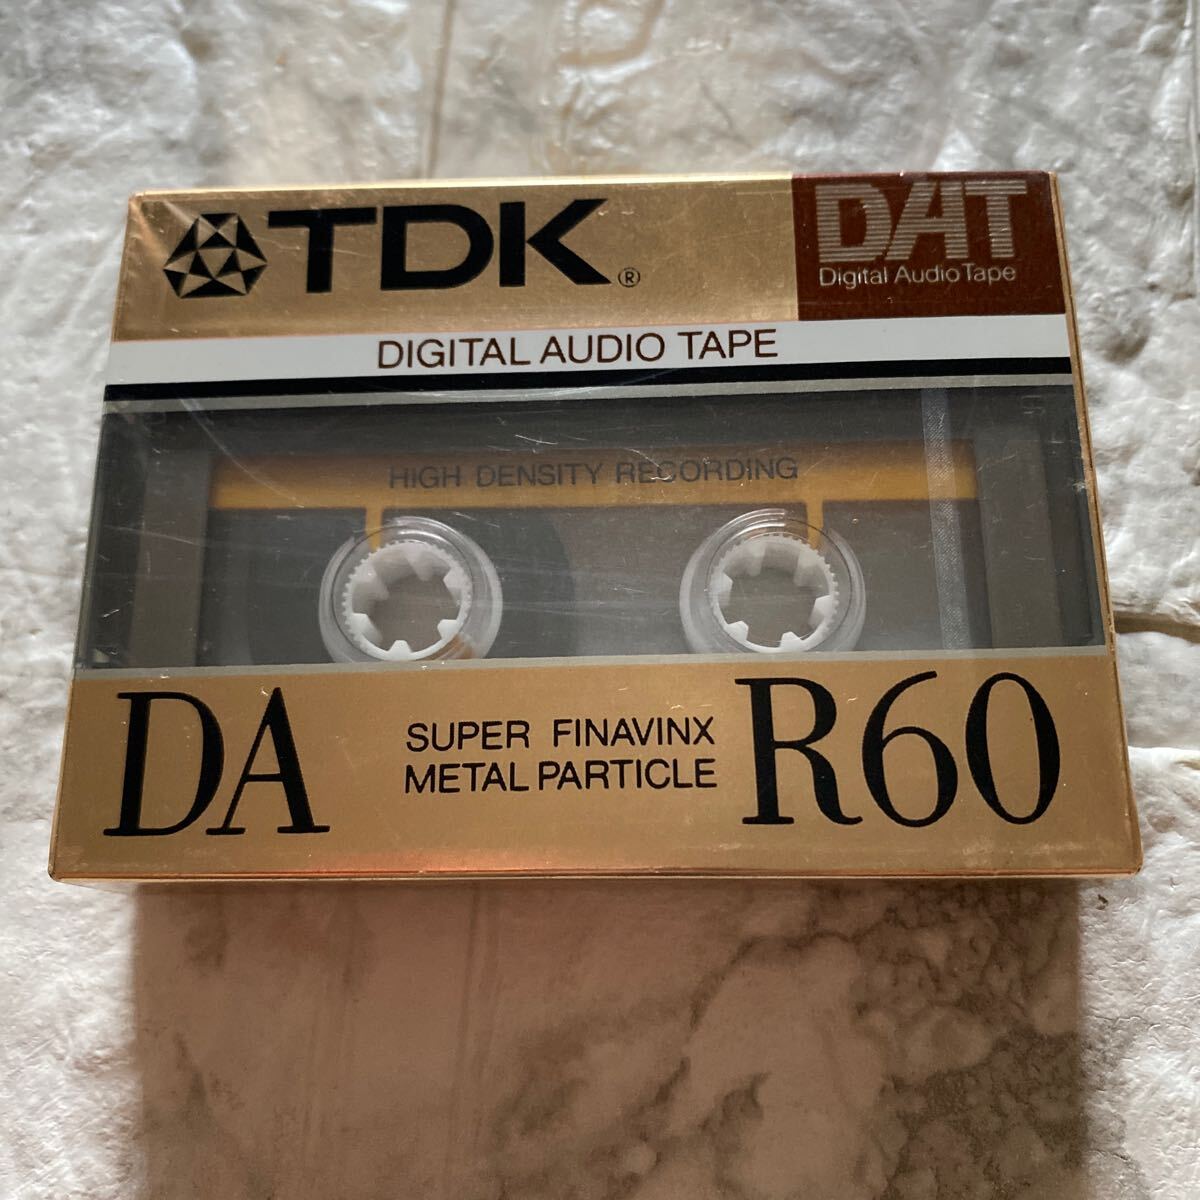 TDK®
DAT
Digital Audio Tape
DIGITAL AUDIO TAPE
HIGH DENSITY RECORDING
DA
SUPER FINAVINX
METAL PARTICLE
R60